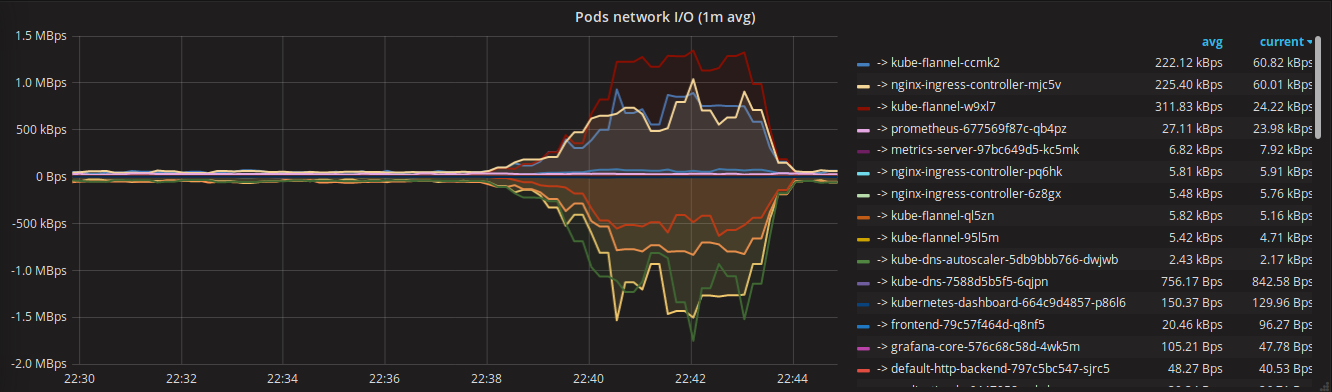 Pods network I/O (1m avg)
1.5 MBps
1.0 MBps
500 kBps
0 Bps
-500 kBps
-1.0 MBps
-1.5 MBps
-2.0 MBps
22:30 22:32 22:34 22:36 22:38 22:40 22:42 22:44
avg current
-> kube-flannel-ccmk2 222.12 kBps 60.82 kBps
-> nginx-ingress-controller-mjc5v 225.40 kBps 60.01 kBps
-> kube-flannel-w9xl7 311.83 kBps 24.22 kBps
-> prometheus-677569f87c-qb4pz 27.11 kBps 23.98 kBps
-> metrics-server-97bc649d5-kc5mk 6.82 kBps 7.92 kBps
-> nginx-ingress-controller-pq6hk 5.81 kBps 5.91 kBps
-> nginx-ingress-controller-6z8gx 5.48 kBps 5.76 kBps
-> kube-flannel-ql5zn 5.82 kBps 5.16 kBps
-> kube-flannel-95l5m 5.42 kBps 4.71 kBps
-> kube-dns-autoscaler-5db9bbb766-dwjwb 2.43 kBps 2.17 kBps
-> kube-dns-7588d5b5f5-6qjpn 756.17 Bps 842.58 Bps
-> kubernetes-dashboard-664c9d4857-p86l6 150.37 Bps 129.96 Bps
-> frontend-79c57f464d-q8nf5 20.46 kBps 96.27 Bps
-> grafana-core-576c68c58d-4wk5m 105.21 Bps 47.78 Bps
-> default-http-backend-797c5bc547-sjrc5 48.27 Bps 40.53 Bps